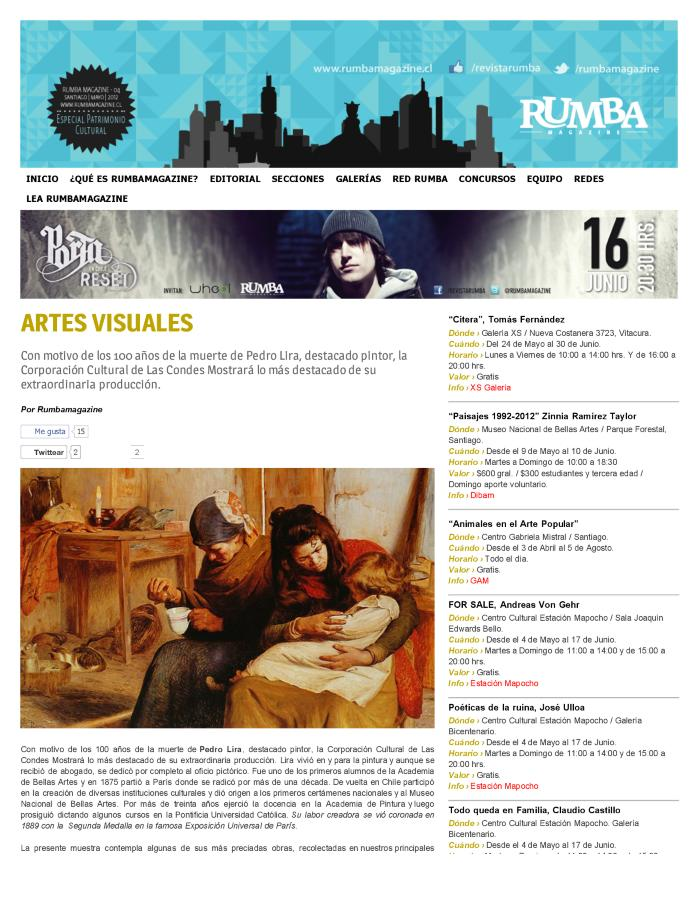 www.rumbamagazine.cl /revistarumba /rumbamagazine
RUMBA MAGAZINE · 04
SANTIAGO | MAYO | 2012
WWW.RUMBAMAGAZINE.CL
ESPECIAL PATRIMONIO
CULTURAL
RUMBA
MAGAZINE
INICIO ¿QUÉ ES RUMBAMAGAZINE? EDITORIAL SECCIONES GALERÍAS RED RUMBA CONCURSOS EQUIPO REDES
LEA RUMBAMAGAZINE
Porta
RESET
INVITAN: RUMBA
/REVISTARUMBA @RUMBAMAGAZINE
16
JUNIO
20:30 HRS.
ARTES VISUALES
Con motivo de los 100 años de la muerte de Pedro Lira, destacado pintor, la
Corporación Cultural de Las Condes Mostrará lo más destacado de su
extraordinaria producción.
Por Rumbamagazine
Me gusta 15
Twittear 2 2
Con motivo de los 100 años de la muerte de Pedro Lira, destacado pintor, la Corporación Cultural de Las
Condes Mostrará lo más destacado de su extraordinaria producción. Lira vivió en y para la pintura y aunque se
recibió de abogado, se dedicó por completo al oficio pictórico. Fue uno de los primeros alumnos de la Academia
de Bellas Artes y en 1875 partió a París donde se radicó por más de una década. De vuelta en Chile participó
en la creación de diversas instituciones culturales y dió origen a los primeros certámenes nacionales y al Museo
Nacional de Bellas Artes. Por más de treinta años ejerció la docencia en la Academia de Pintura y luego
prosiguió dictando algunos cursos en la Pontificia Universidad Católica. Su labor creadora se vió coronada en
1889 con la Segunda Medalla en la famosa Exposición Universal de París.
La presente muestra contempla algunas de sus más preciadas obras, recolectadas en nuestros principales
“Citera”, Tomás Fernández
Dónde › Galería XS / Nueva Costanera 3723, Vitacura.
Cuándo › Del 24 de Mayo al 30 de Junio.
Horario › Lunes a Viernes de 10:00 a 14:00 hrs. Y de 16:00 a
20:00 hrs.
Valor › Gratis
Info › XS Galería
“Paisajes 1992-2012” Zinnia Ramírez Taylor
Dónde › Museo Nacional de Bellas Artes / Parque Forestal,
Santiago.
Cuándo › Desde el 9 de Mayo al 10 de Junio.
Horario › Martes a Domingo de 10:00 a 18:30
Valor › $600 gral. / $300 estudiantes y tercera edad /
Domingo aporte voluntario.
Info › Dibam
“Animales en el Arte Popular”
Dónde › Centro Gabriela Mistral / Santiago.
Cuándo › Desde el 3 de Abril al 5 de Agosto.
Horario › Todo el día.
Valor › Gratis.
Info › GAM
FOR SALE, Andreas Von Gehr
Dónde › Centro Cultural Estación Mapocho / Sala Joaquín
Edwards Bello.
Cuándo › Desde el 4 de Mayo al 17 de Junio.
Horario › Martes a Domingo de 11:00 a 14:00 y de 15:00 a
20:00 hrs.
Valor › Gratis.
Info › Estación Mapocho
Poéticas de la ruina, José Ulloa
Dónde › Centro Cultural Estación Mapocho / Galería
Bicentenario.
Cuándo › Desde el 4 de Mayo al 17 de Junio.
Horario › Martes a Domingo de 11:00 a 14:00 y de 15:00 a
20:00 hrs.
Valor › Gratis.
Info › Estación Mapocho
Todo queda en Familia, Claudio Castillo
Dónde › Centro Cultural Estación Mapocho. Galería
Bicentenario.
Cuándo › Desde el 4 de Mayo al 17 de Junio.